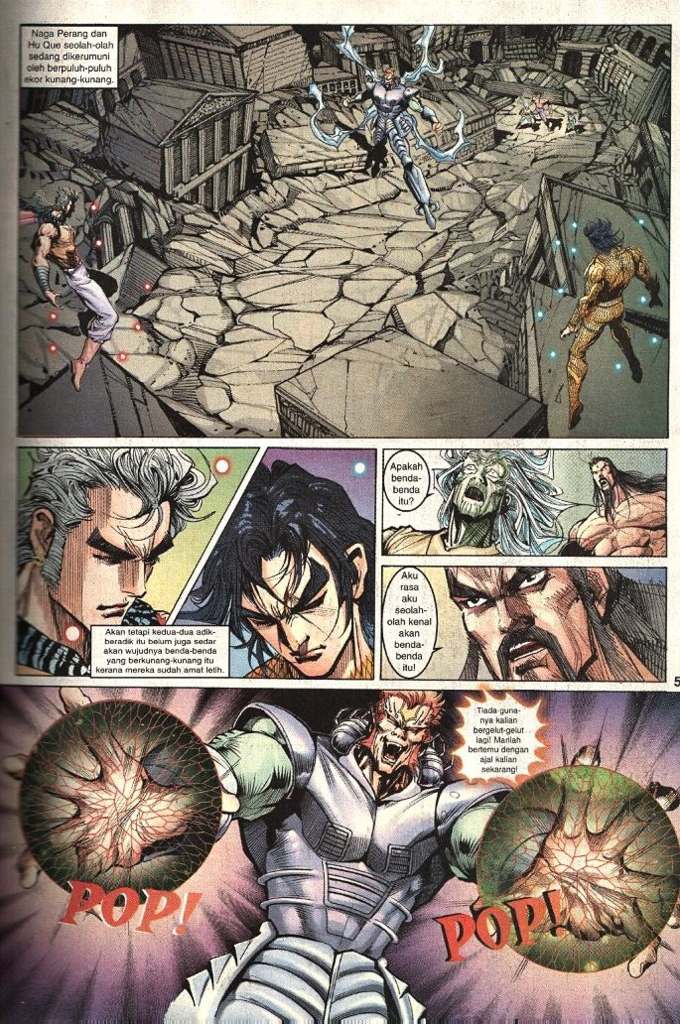 Naga Perang dan
Hu Que seolah-olah
sedang dikerumuni
oleh berpuluh-puluh
ekor kunang-kunang.
Akan tetapi kedua-dua adik-
beradik itu belum juga sedar
akan wujudnya benda-benda
yang berkunang-kunang itu
kerana mereka sudah amat letih.
Apakah
benda-
benda
itu?
Aku
rasa
aku
seolah-
olah kenal
akan
benda-
benda
itu!
5
Tiada guna-
nya kalian
bergelut-gelut
lagi! Marilah
bertemu dengan
ajal kalian
sekarang!
POP!
POP!